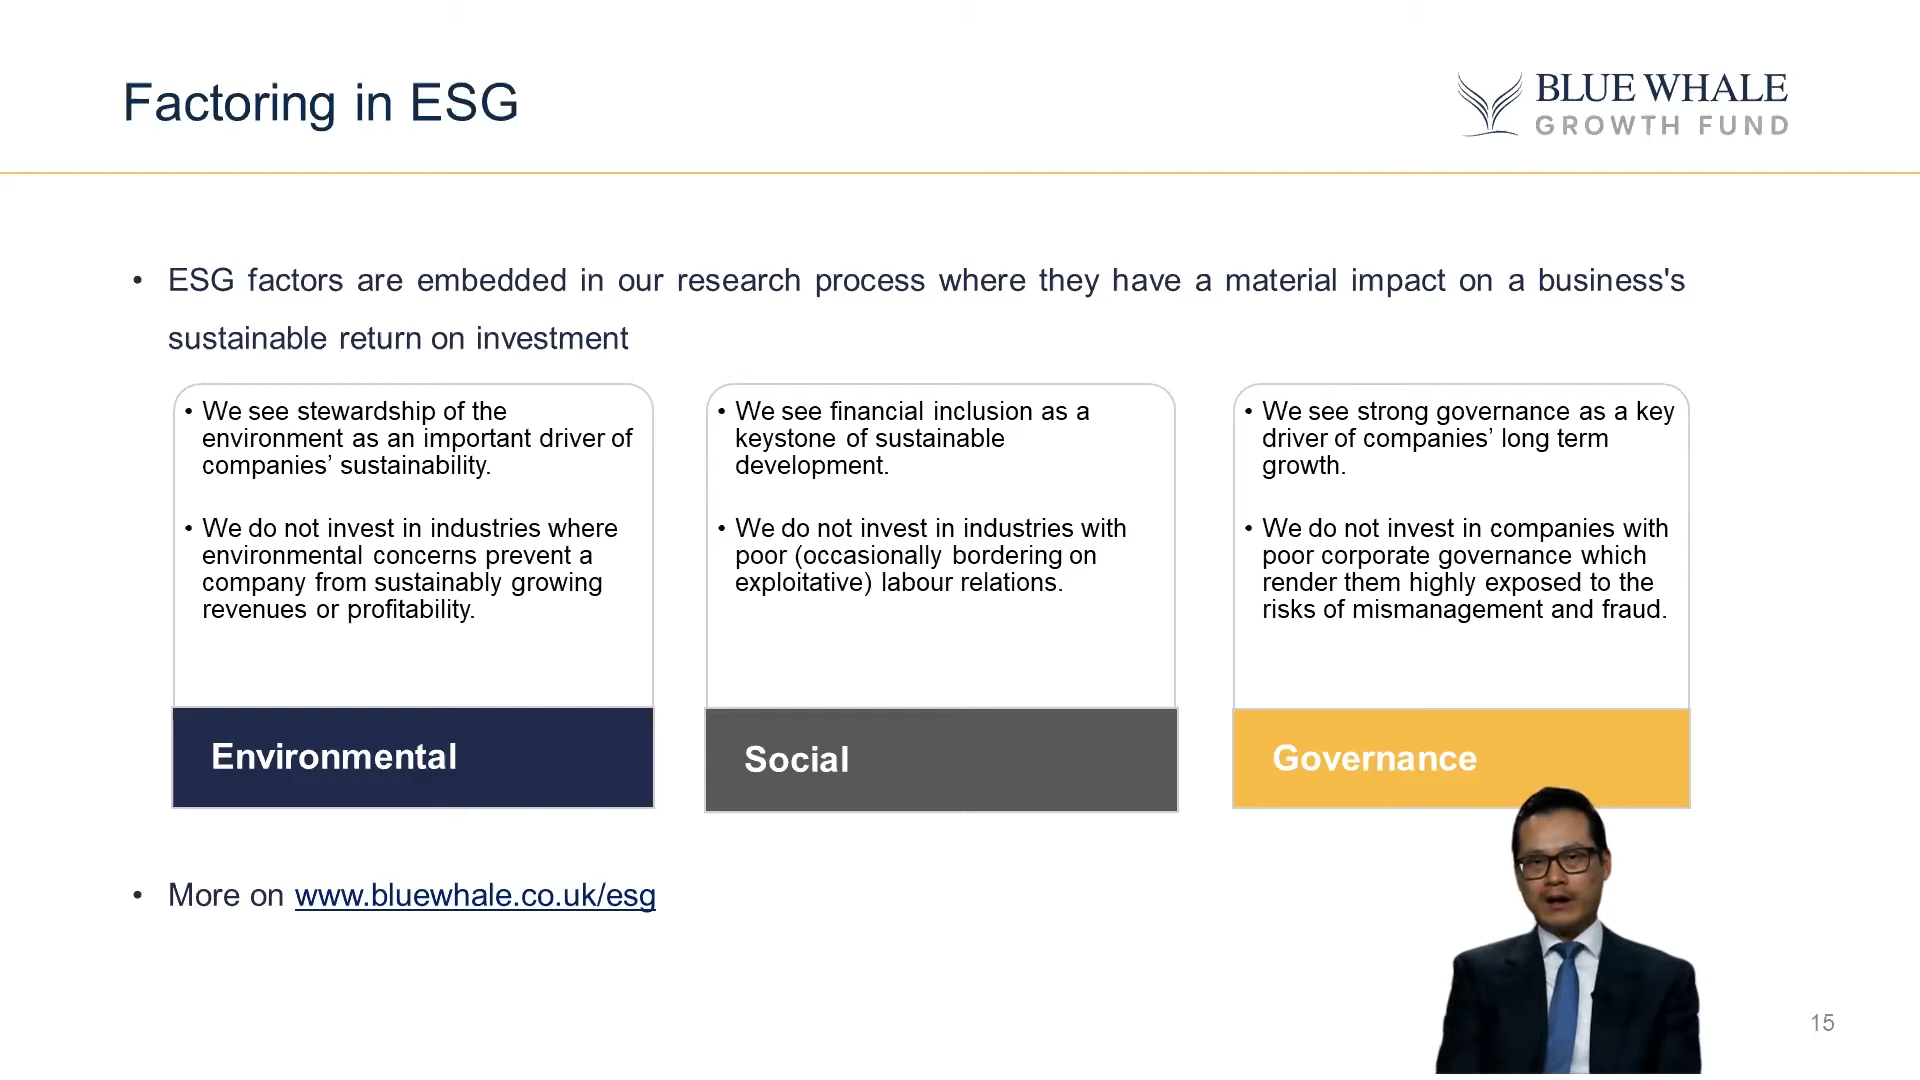 Factoring in ESG
BLUE WHALE
GROWTH FUND
• ESG factors are embedded in our research process where they have a material impact on a business's
sustainable return on investment
• We see stewardship of the
environment as an important driver of
companies’ sustainability.
• We do not invest in industries where
environmental concerns prevent a
company from sustainably growing
revenues or profitability.
Environmental
• We see financial inclusion as a
keystone of sustainable
development.
• We do not invest in industries with
poor (occasionally bordering on
exploitative) labour relations.
Social
• We see strong governance as a key
driver of companies’ long term
growth.
• We do not invest in companies with
poor corporate governance which
render them highly exposed to the
risks of mismanagement and fraud.
Governance
• More on www.bluewhale.co.uk/esg
15